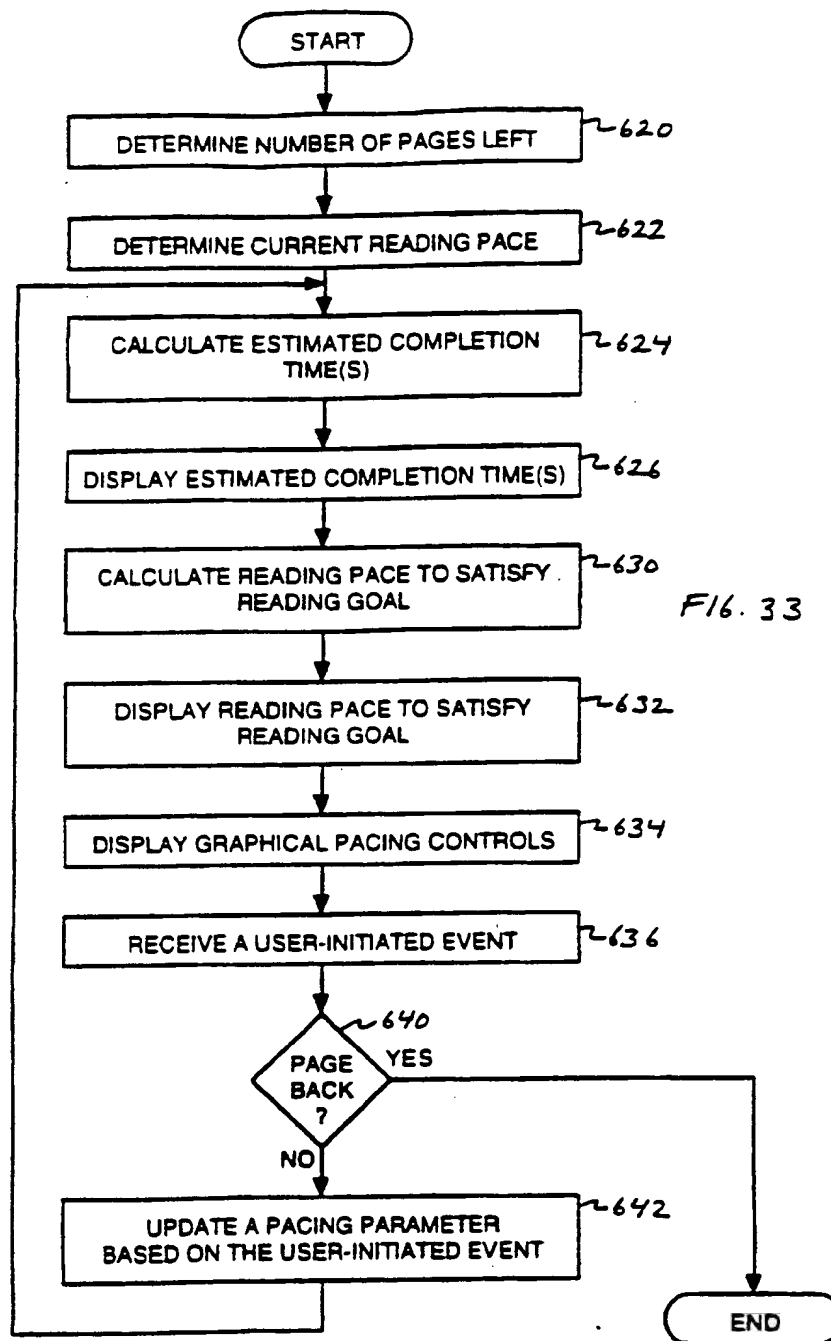 START
DETERMINE NUMBER OF PAGES LEFT
620
DETERMINE CURRENT READING PACE
622
CALCULATE ESTIMATED COMPLETION
TIME(S)
624
DISPLAY ESTIMATED COMPLETION TIME(S)
626
CALCULATE READING PACE TO SATISFY
READING GOAL
630
FIG. 33
DISPLAY READING PACE TO SATISFY
READING GOAL
632
DISPLAY GRAPHICAL PACING CONTROLS
634
RECEIVE A USER-INITIATED EVENT
636
640
PAGE
BACK
?
YES
NO
UPDATE A PACING PARAMETER
BASED ON THE USER-INITIATED EVENT
642
END